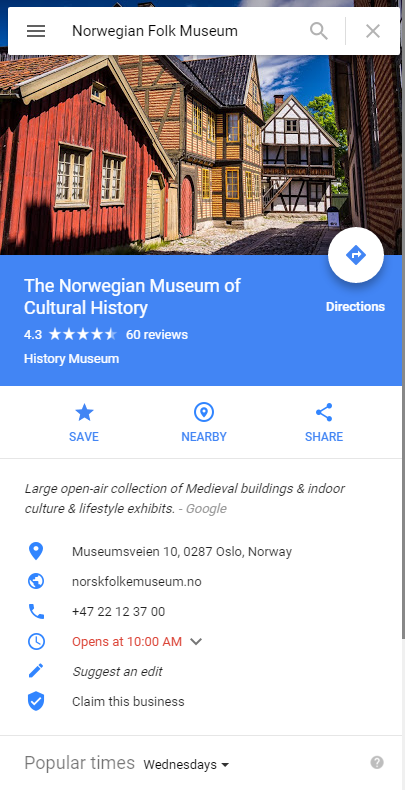 Norwegian Folk Museum
The Norwegian Museum of
Cultural History
Directions
4.3 60 reviews
History Museum
SAVE NEARBY SHARE
Large open-air collection of Medieval buildings & indoor
culture & lifestyle exhibits. - Google
Museumsveien 10, 0287 Oslo, Norway
norskfolkemuseum.no
+47 22 12 37 00
Opens at 10:00 AM
Suggest an edit
Claim this business
Popular times Wednesdays ?